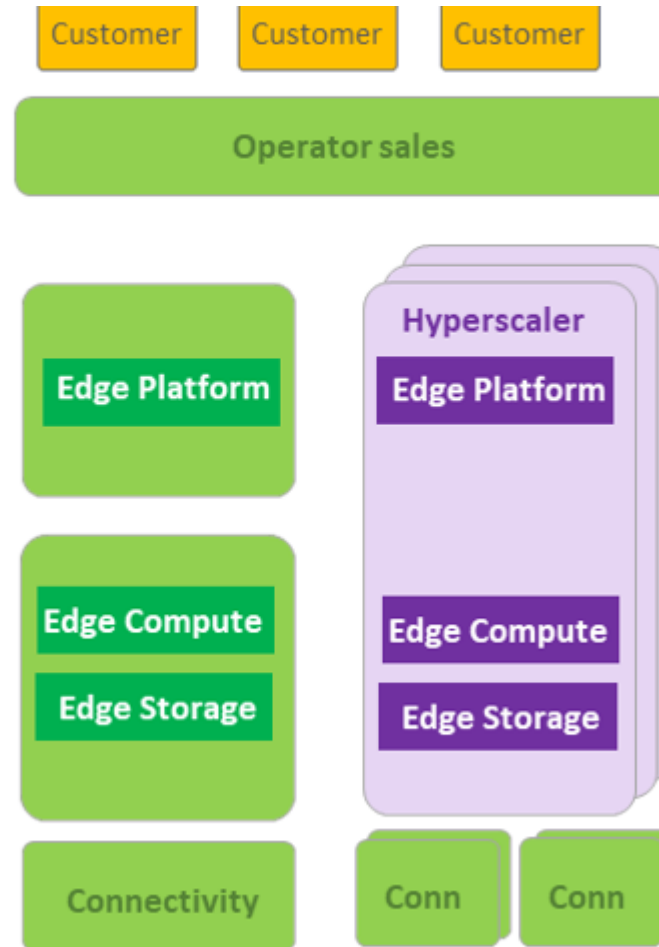 Customer
Customer
Customer
Operator sales
Hyperscaler
Edge Platform
Edge Platform
Edge Compute
Edge Compute
Edge Storage
Edge Storage
Connectivity
Conn
Conn